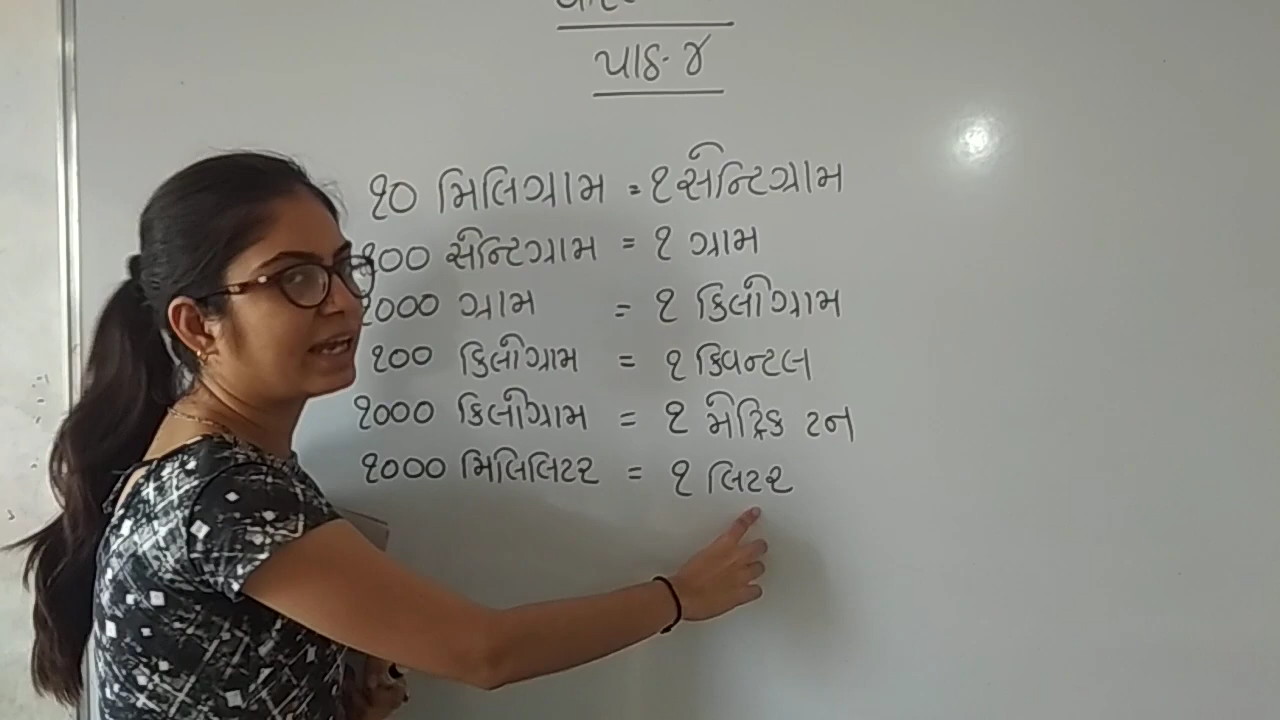 પાઠ- ૪
૧૦ મિલિગ્રામ = ૧ સેન્ટિગ્રામ
૧૦૦ સેન્ટિગ્રામ = ૧ ગ્રામ
૧૦૦૦ ગ્રામ = ૧ કિલોગ્રામ
૧૦૦ કિલોગ્રામ = ૧ ક્વિન્ટલ
૧૦૦૦ કિલોગ્રામ = ૧ મેટ્રિક ટન
૧૦૦૦ મિલિલિટર = ૧ લિટર